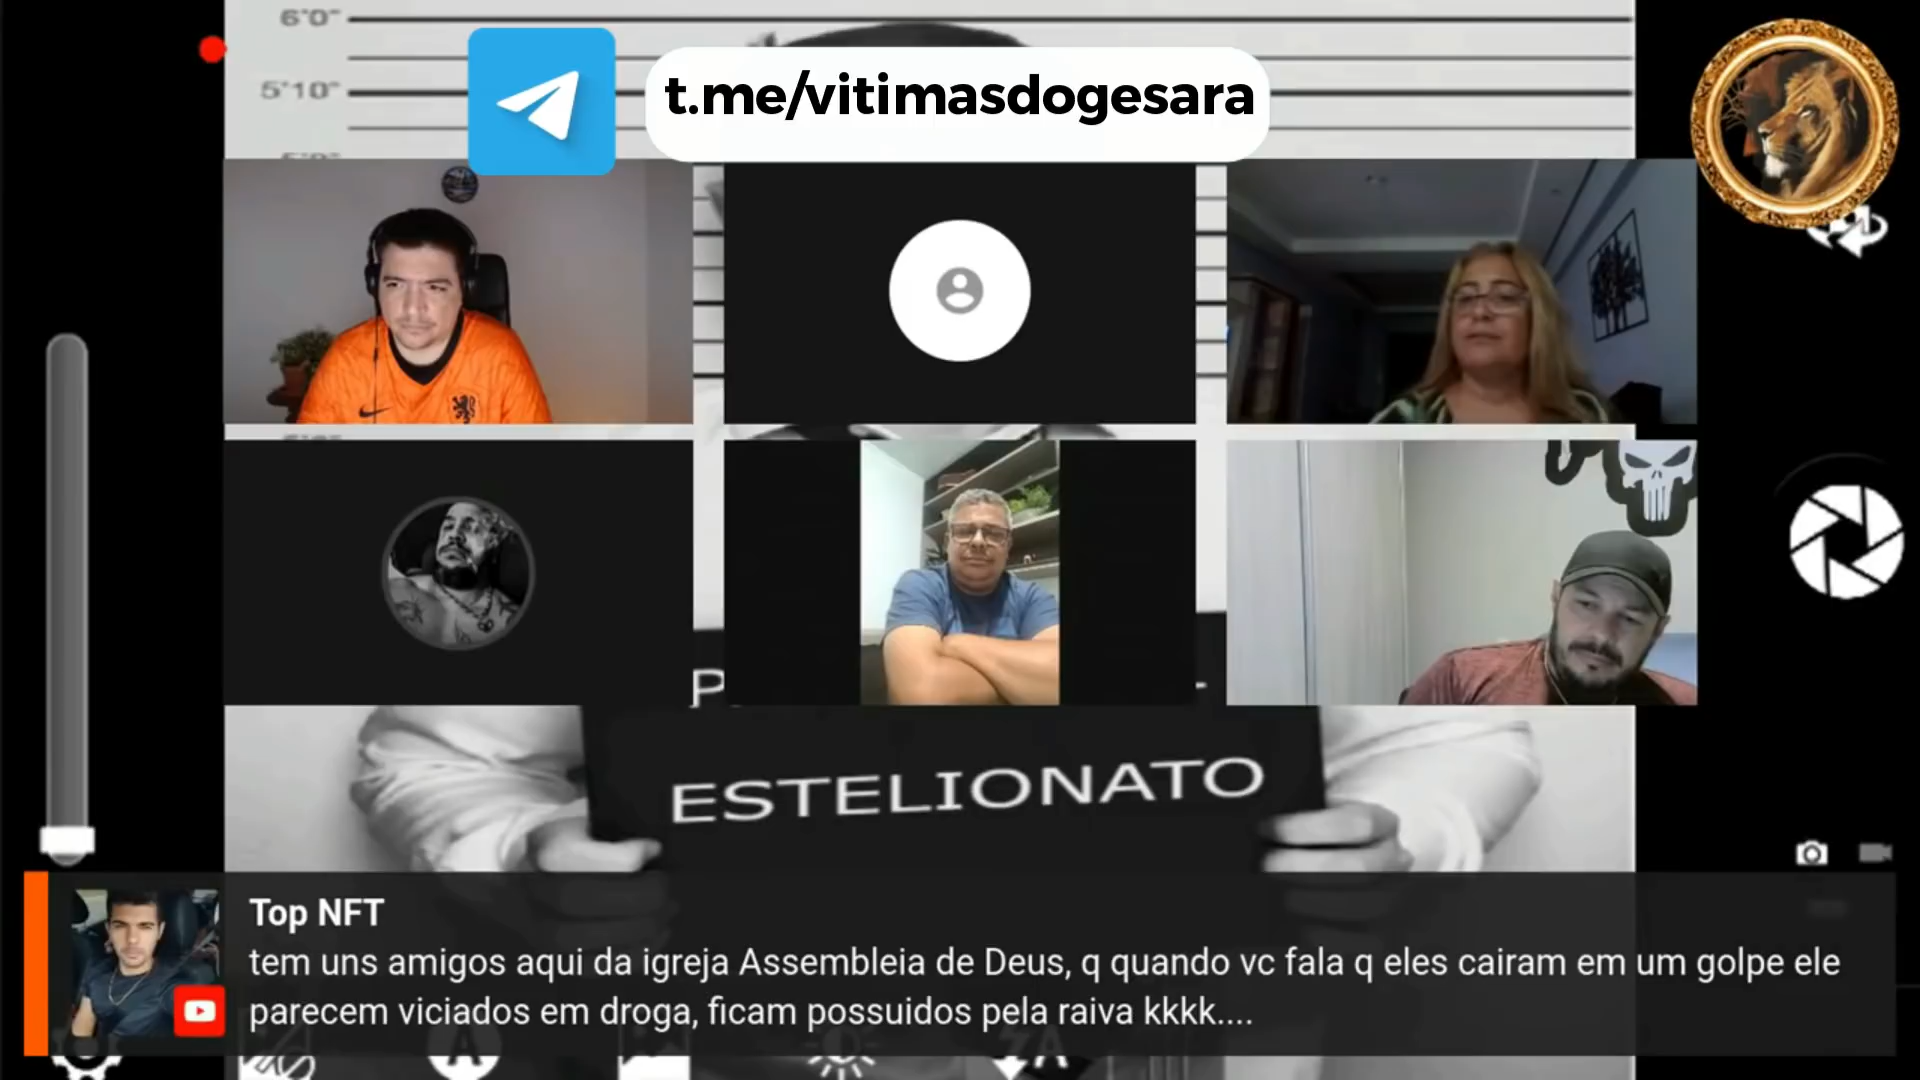 6'0"
t.me/vitimasdogesara
5'10"
ESTELIONATO
Top NFT
tem uns amigos aqui da igreja Assembleia de Deus, q quando vc fala q eles cairam em um golpe ele
parecem viciados em droga, ficam possuidos pela raiva kkkk....